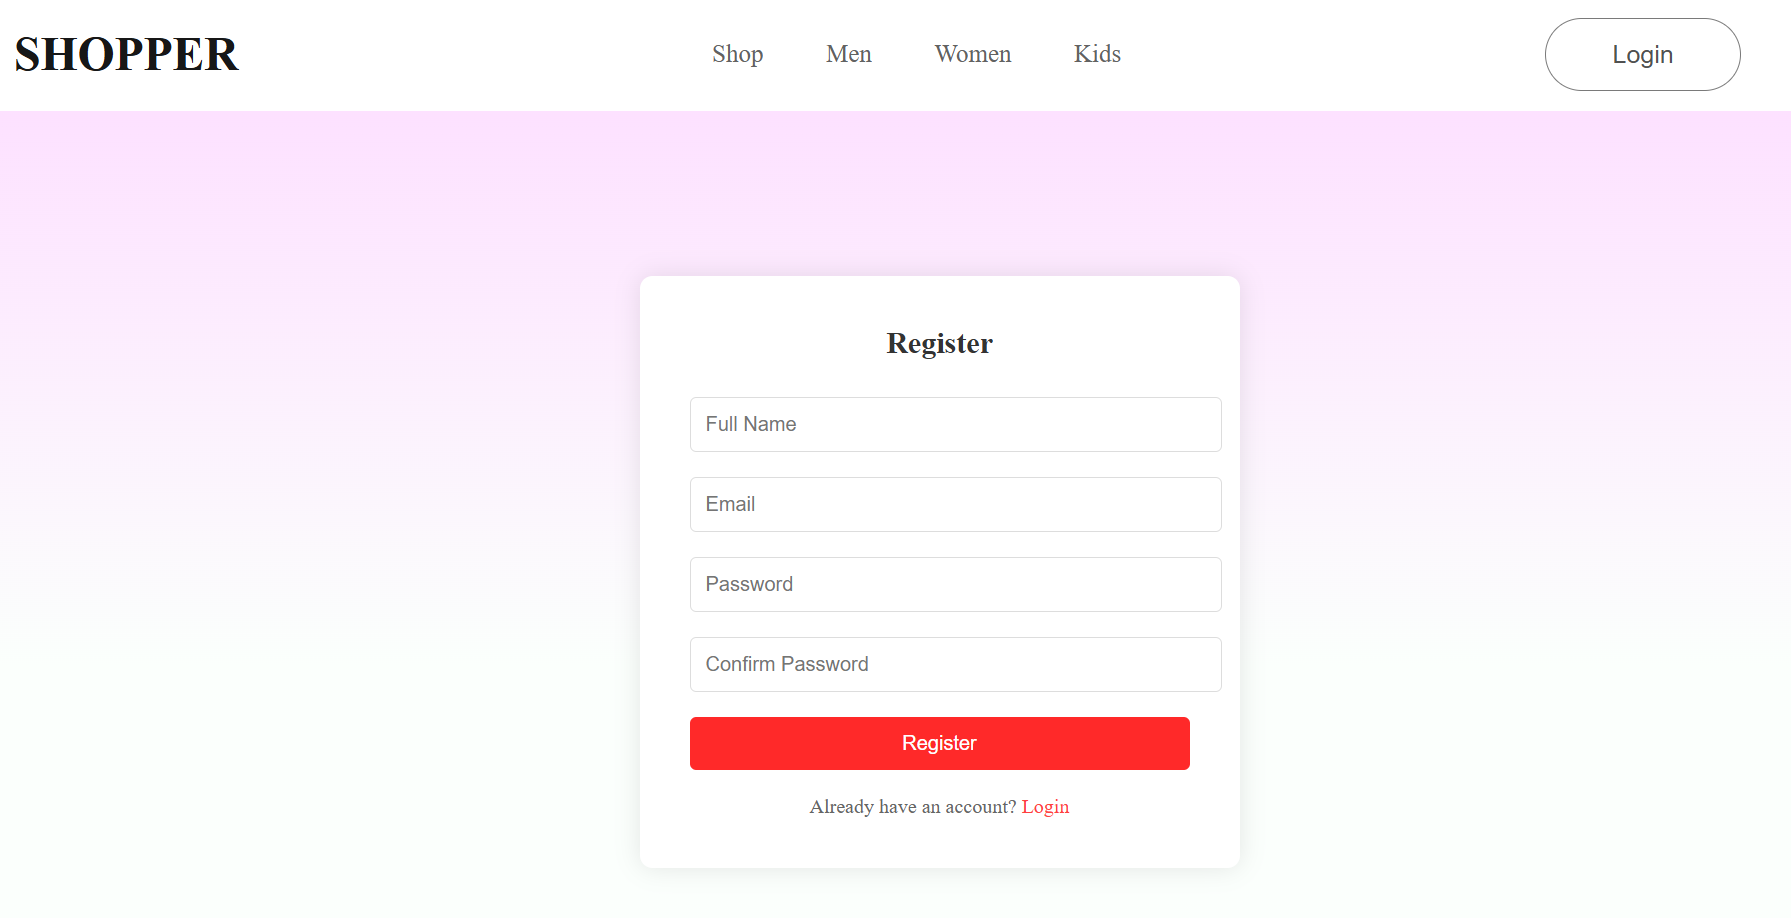 SHOPPER Shop Men Women Kids Login
Register
Full Name
Email
Password
Confirm Password
Register
Already have an account? Login